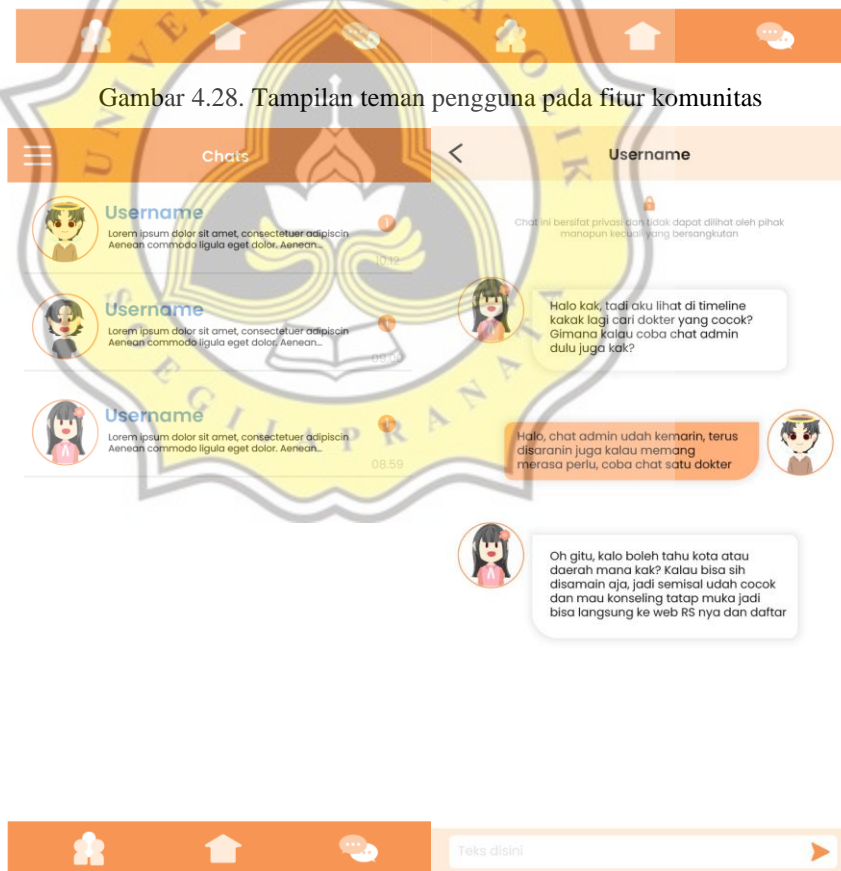 UNIVERSITAS KATOLIK
Gambar 4.28. Tampilan teman pengguna pada fitur komunitas
Chats
Username
Lorem ipsum dolor sit amet, consectetuer adipiscin
Aenean commodo ligula eget dolor. Aenean...
1
10.12
Username
Lorem ipsum dolor sit amet, consectetuer adipiscin
Aenean commodo ligula eget dolor. Aenean...
1
Username
Lorem ipsum dolor sit amet, consectetuer adipiscin
Aenean commodo ligula eget dolor. Aenean...
1
08.59
SOEGIJAPRANATA
Username
Chat ini bersifat privasi dan tidak dapat dilihat oleh pihak
manapun kecuali yang bersangkutan
Halo kak, tadi aku lihat di timeline
kakak lagi cari dokter yang cocok?
Gimana kalau coba chat admin
dulu juga kak?
Halo, chat admin udah kemarin, terus
disaranin juga kalau memang
merasa perlu, coba chat satu dokter
Oh gitu, kalo boleh tahu kota atau
daerah mana kak? Kalau bisa sih
disamain aja, jadi semisal udah cocok
dan mau konseling tatap muka jadi
bisa langsung ke web RS nya dan daftar
Teks disini